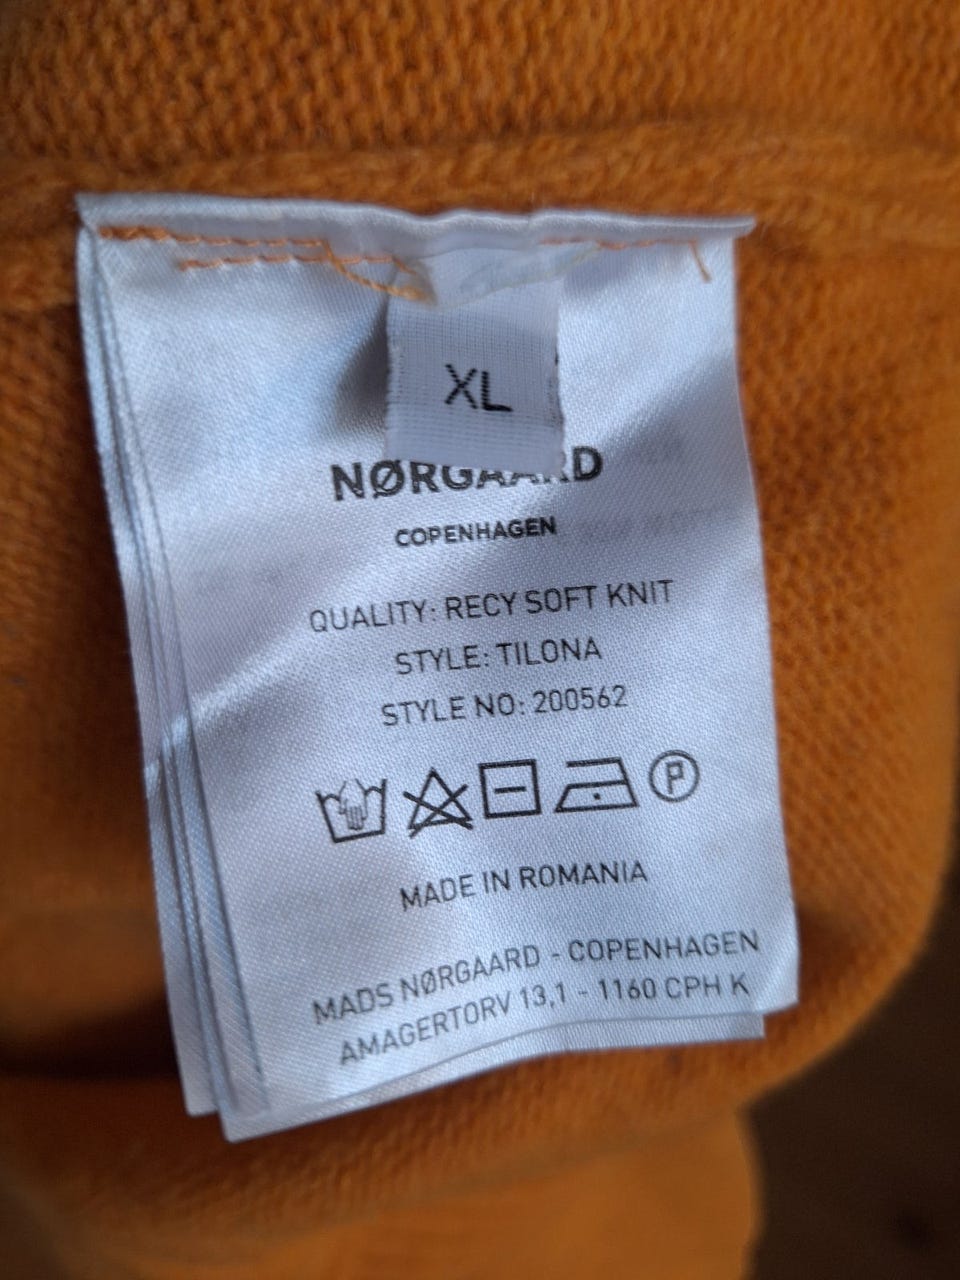 XL
NØRGAARD
COPENHAGEN
QUALITY: RECY SOFT KNIT
STYLE: TILONA
STYLE NO: 200562
P
MADE IN ROMANIA
MADS NØRGAARD - COPENHAGEN
AMAGERTORV 13,1 - 1160 CPH K